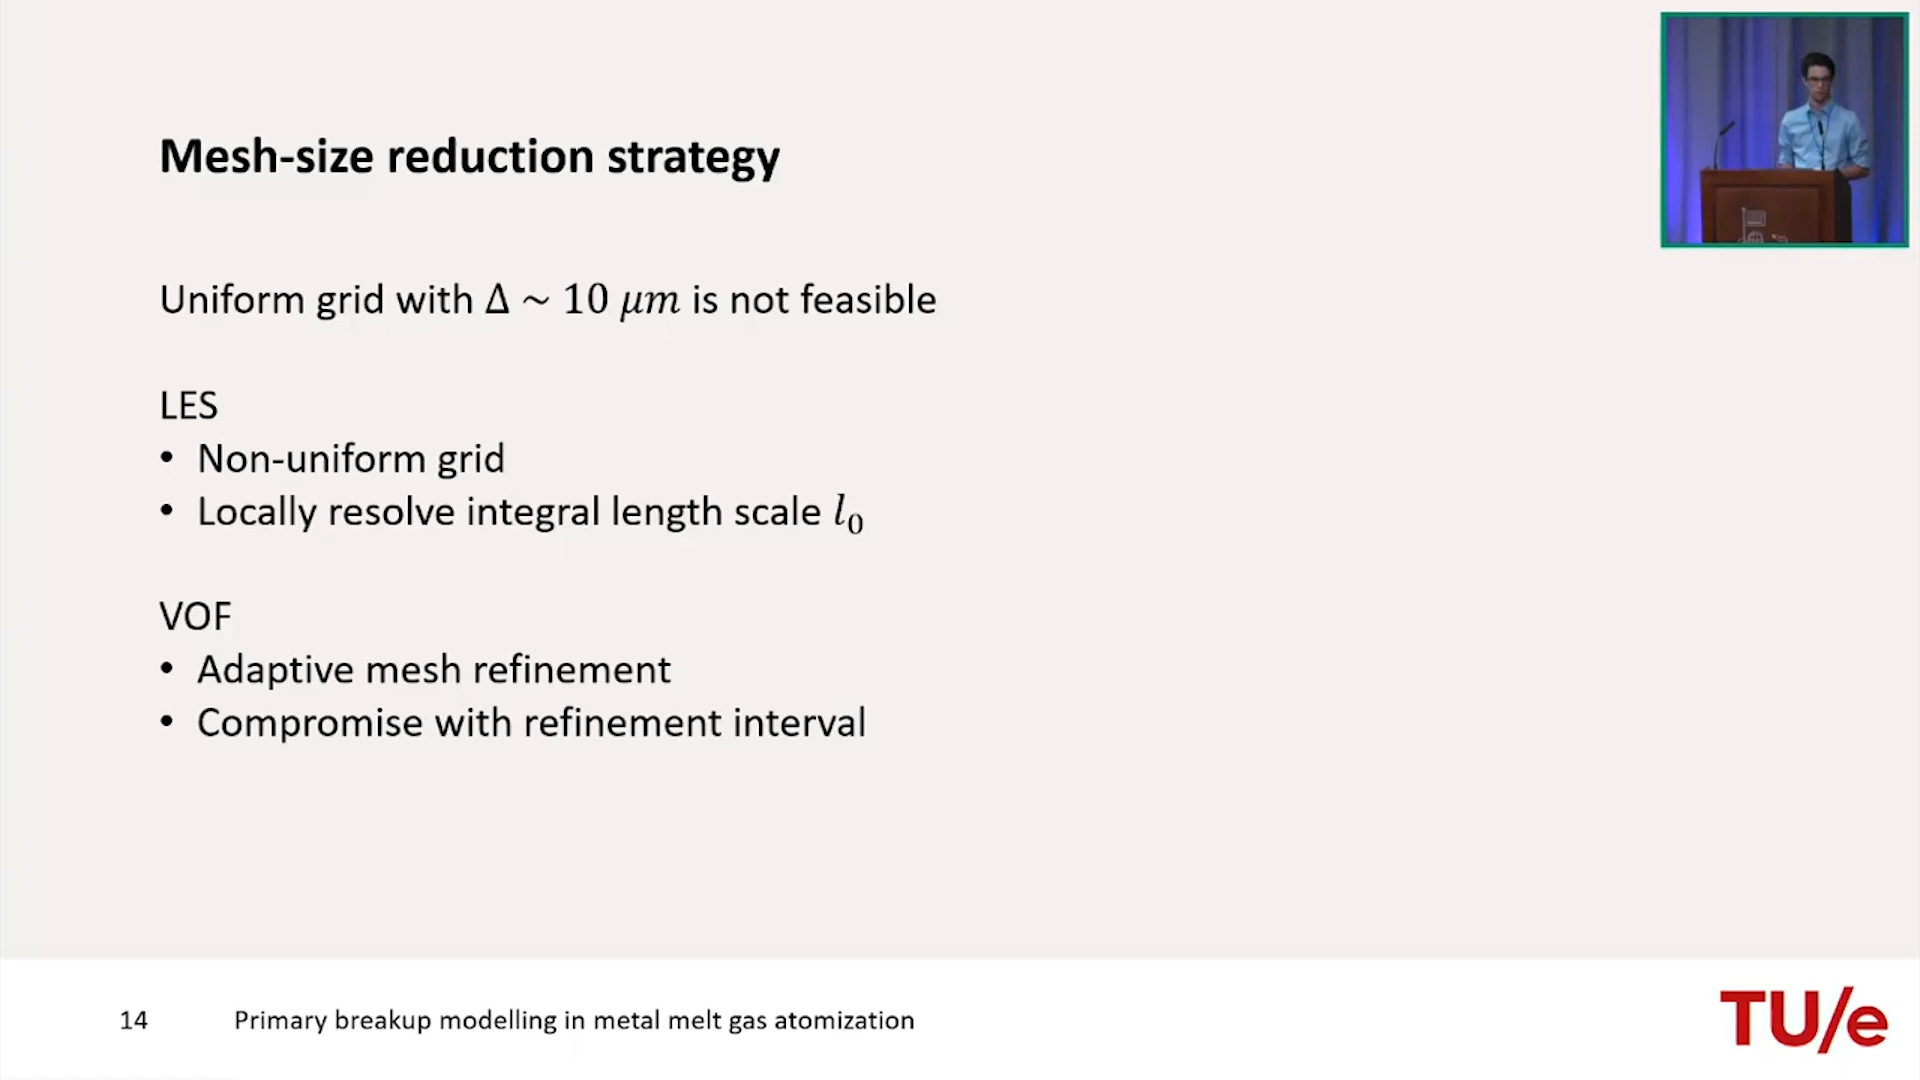 Mesh-size reduction strategy
Uniform grid with Δ ~ 10 μm is not feasible
LES
• Non-uniform grid
• Locally resolve integral length scale l₀
VOF
• Adaptive mesh refinement
• Compromise with refinement interval
14 Primary breakup modelling in metal melt gas atomization
TU/e